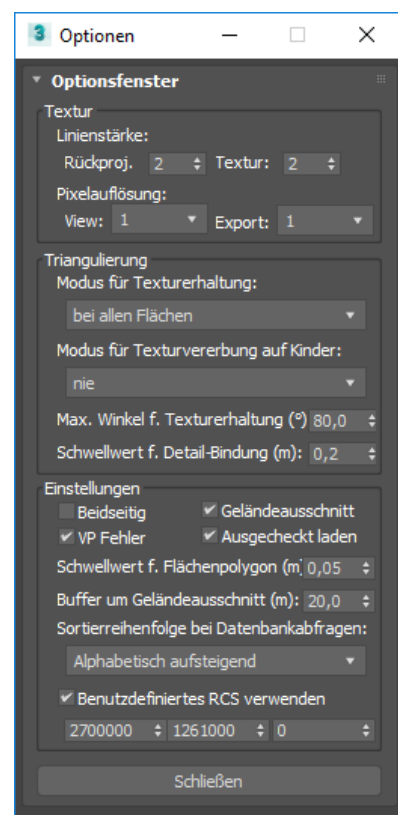 3 Optionen
Optionsfenster
Textur
Linienstärke:
Rückproj. 2 Textur: 2
Pixelauflösung:
View: 1 Export: 1
Triangulierung
Modus für Texturerhaltung:
bei allen Flächen
Modus für Texturvererbung auf Kinder:
nie
Max. Winkel f. Texturerhaltung (°) 80,0
Schwellwert f. Detail-Bindung (m): 0,2
Einstellungen
Beidseitig Geländeausschnitt
VP Fehler Ausgecheckt laden
Schwellwert f. Flächenpolygon (m) 0,05
Buffer um Geländeausschnitt (m): 20,0
Sortierreihenfolge bei Datenbankabfragen:
Alphabetisch aufsteigend
Benutzdefiniertes RCS verwenden
2700000 1261000 0
Schließen